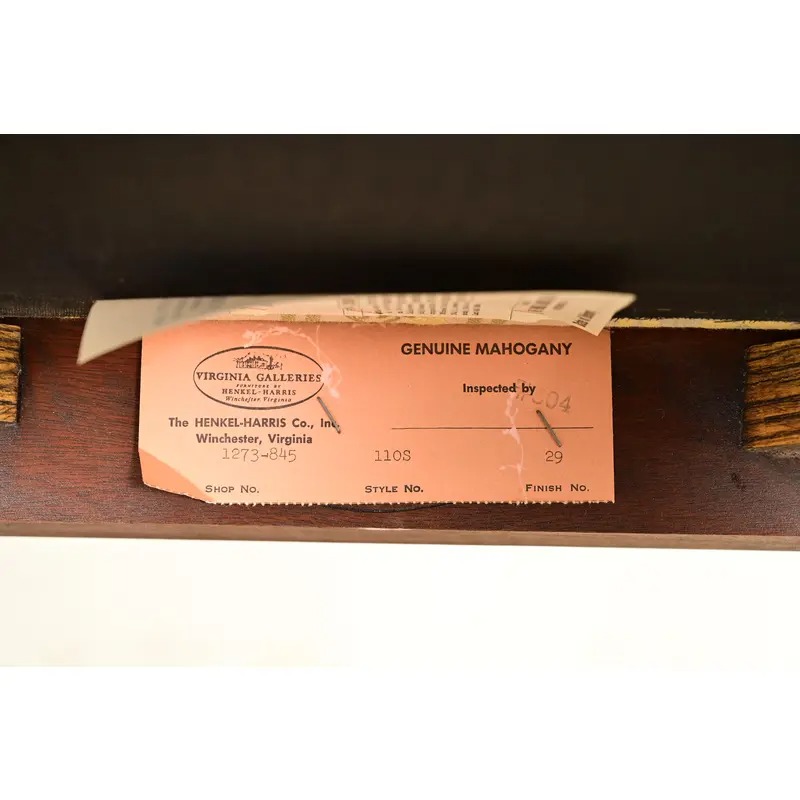 VIRGINIA GALLERIES
FURNITURE BY
HENKEL-HARRIS
Winchester, Virginia
The HENKEL-HARRIS Co., Inc.
Winchester, Virginia
1273-845
SHOP NO.
GENUINE MAHOGANY
Inspected by
110S
STYLE NO.
29
FINISH NO.